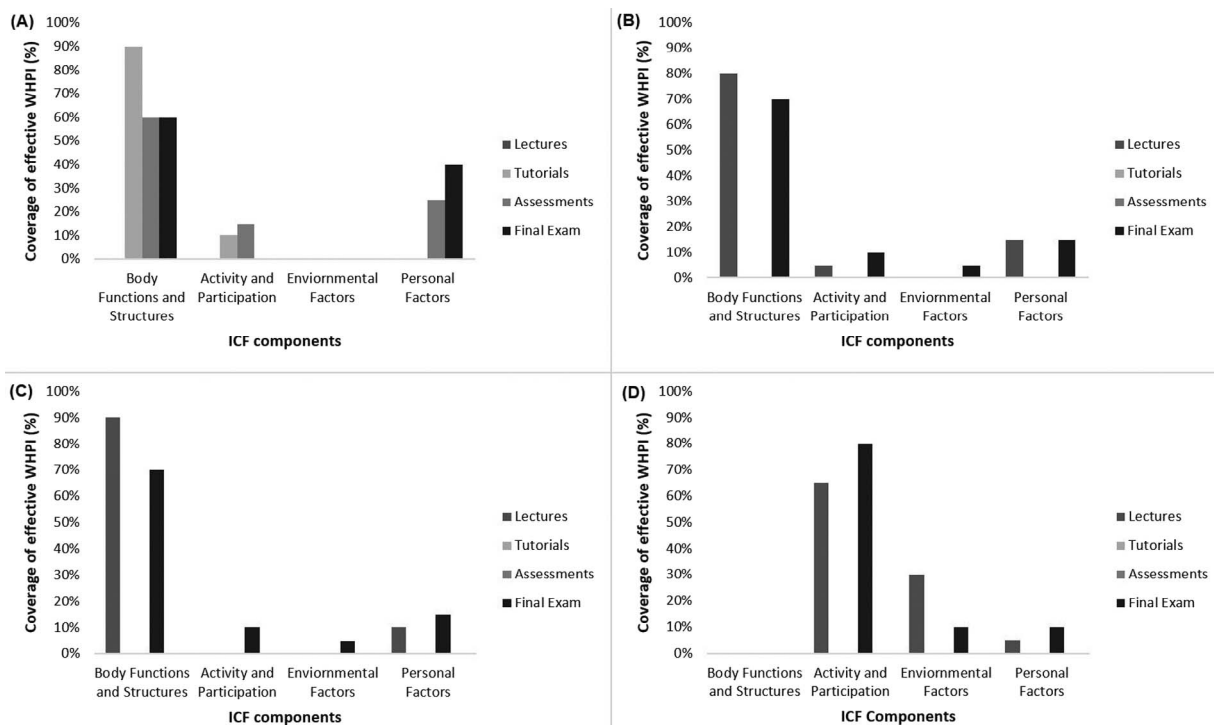 (A)
100%
90%
80%
70%
60%
50%
40%
30%
20%
10%
0%
Coverage of effective WHPI (%)
Body
Functions and
Structures
Activity and
Participation
Enviornmental
Factors
Personal
Factors
ICF components
Lectures
Tutorials
Assessments
Final Exam
(B)
100%
90%
80%
70%
60%
50%
40%
30%
20%
10%
0%
Coverage of effective WHPI (%)
Body Functions
and Structures
Activity and
Participation
Enviornmental
Factors
Personal
Factors
ICF components
Lectures
Tutorials
Assessments
Final Exam
(C)
100%
90%
80%
70%
60%
50%
40%
30%
20%
10%
0%
Coverage of effective WHPI (%)
Body Functions
and Structures
Activity and
Participation
Enviornmental
Factors
Personal
Factors
ICF components
Lectures
Tutorials
Assessments
Final Exam
(D)
100%
90%
80%
70%
60%
50%
40%
30%
20%
10%
0%
Coverage of effective WHPI (%)
Body Functions
and Structures
Activity and
Participation
Enviornmental
Factors
Personal
Factors
ICF Components
Lectures
Tutorials
Assessments
Final Exam